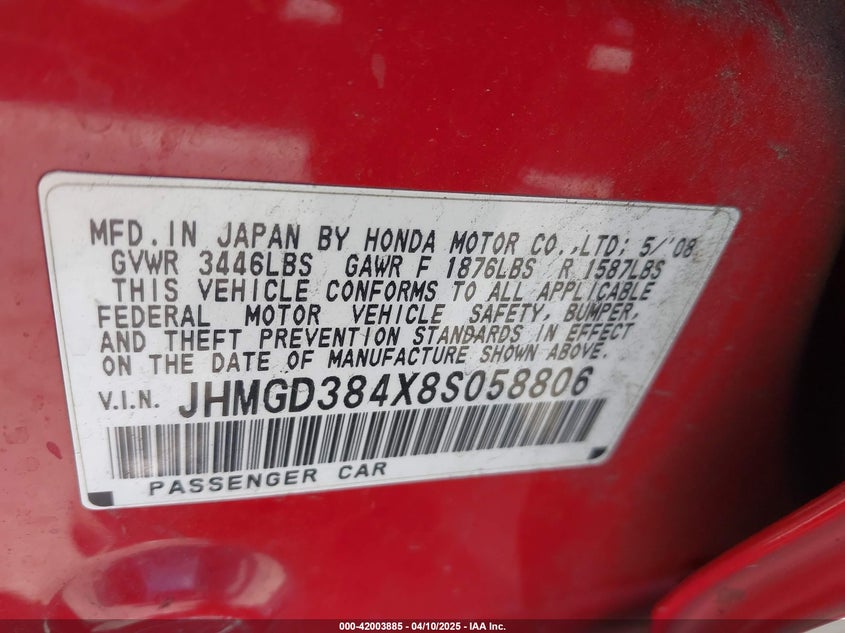 MFD. IN JAPAN BY HONDA MOTOR CO., LTD; 5/'08
GVWR 3446LBS GAWR F 1876LBS R 1587LBS
THIS VEHICLE CONFORMS TO ALL APPLICABLE
FEDERAL MOTOR VEHICLE SAFETY, BUMPER,
AND THEFT PREVENTION STANDARDS IN EFFECT
ON THE DATE OF MANUFACTURE SHOWN ABOVE.
V.I.N. JHMGD384X8S058806
PASSENGER CAR
000-42003885 - 04/10/2025 - IAA Inc.